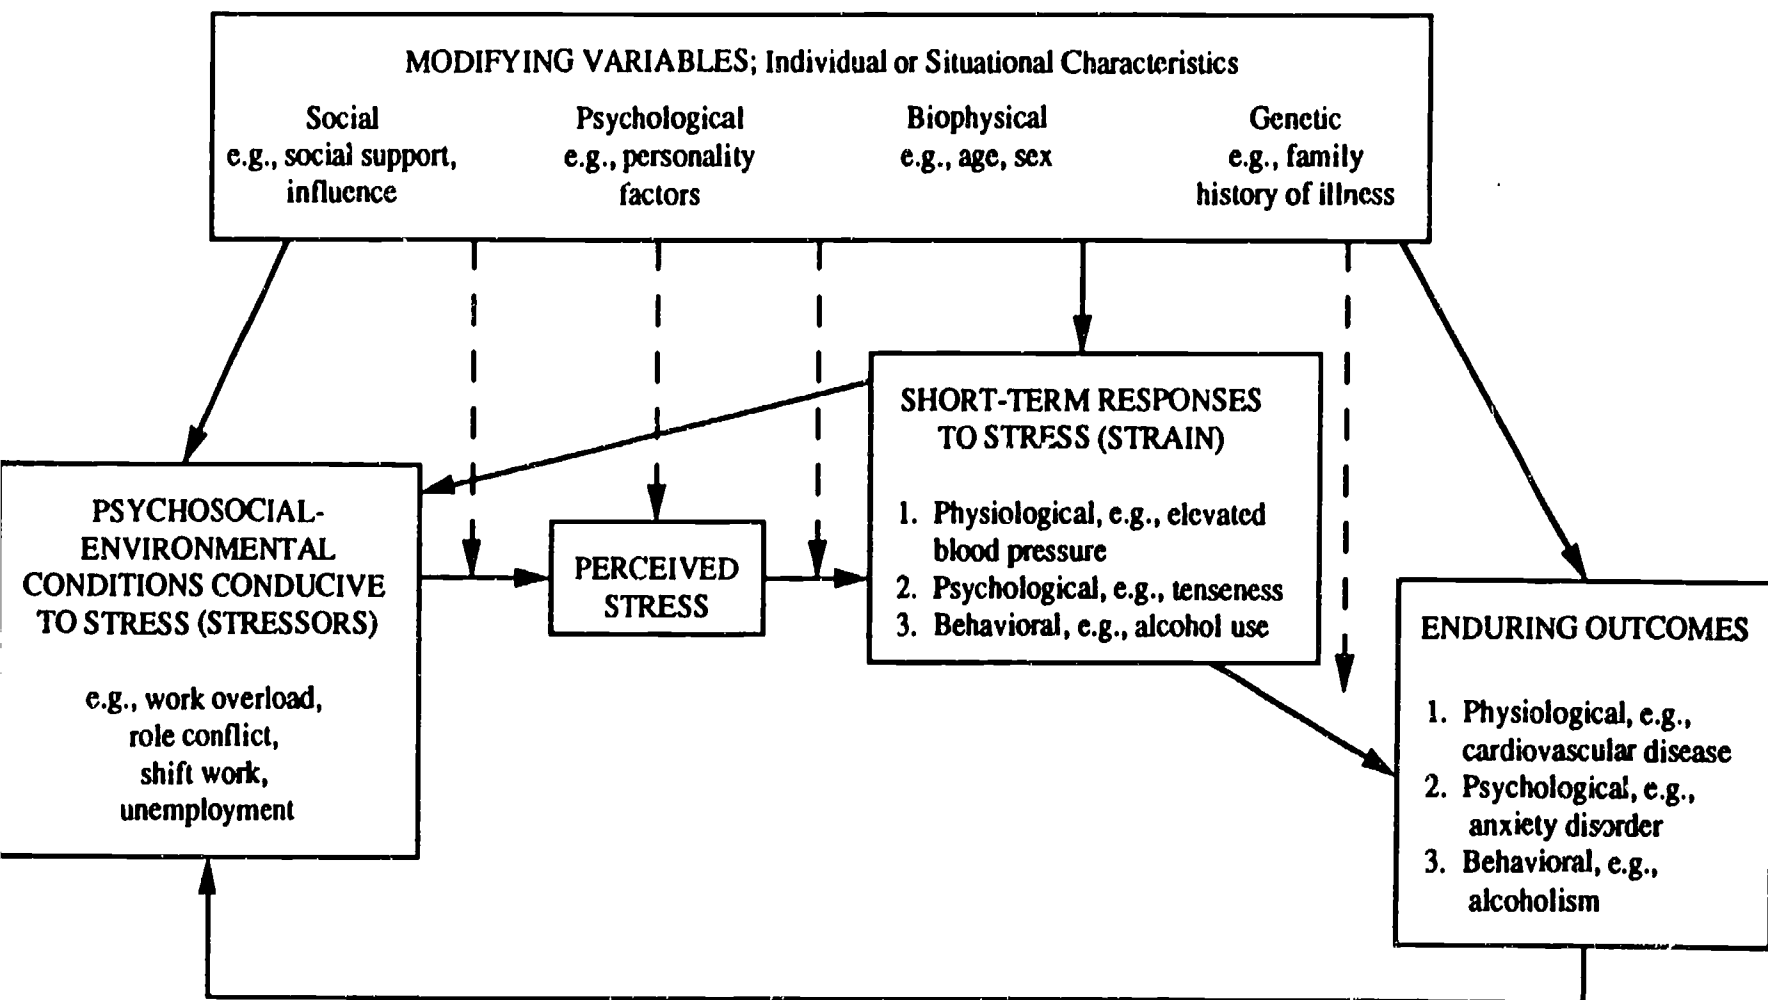 MODIFYING VARIABLES; Individual or Situational Characteristics
Social
e.g., social support,
influence
Psychological
e.g., personality
factors
Biophysical
e.g., age, sex
Genetic
e.g., family
history of illness
SHORT-TERM RESPONSES
TO STRESS (STRAIN)
1. Physiological, e.g., elevated
blood pressure
2. Psychological, e.g., tenseness
3. Behavioral, e.g., alcohol use
PSYCHOSOCIAL-
ENVIRONMENTAL
CONDITIONS CONDUCIVE
TO STRESS (STRESSORS)
e.g., work overload,
role conflict,
shift work,
unemployment
PERCEIVED
STRESS
ENDURING OUTCOMES
1. Physiological, e.g.,
cardiovascular disease
2. Psychological, e.g.,
anxiety disorder
3. Behavioral, e.g.,
alcoholism